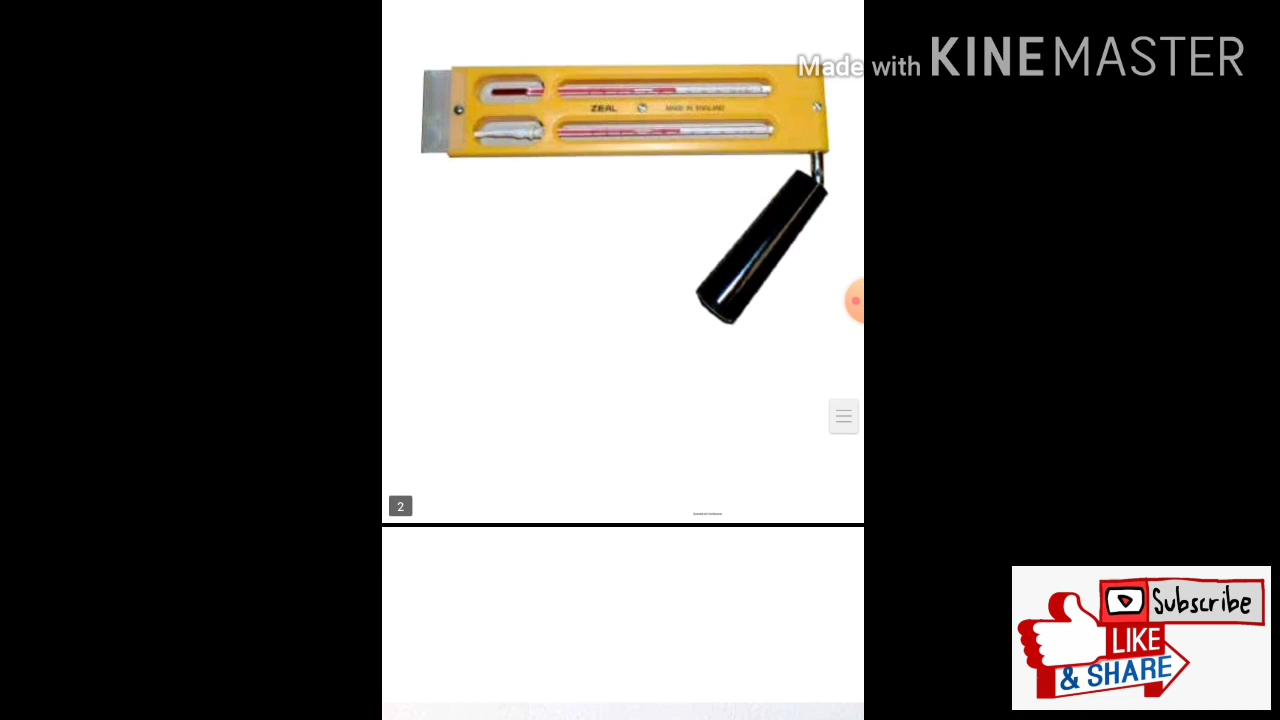 Made with KINEMASTER
ZEAL
MADE IN ENGLAND
2
Subscribe
LIKE
& SHARE